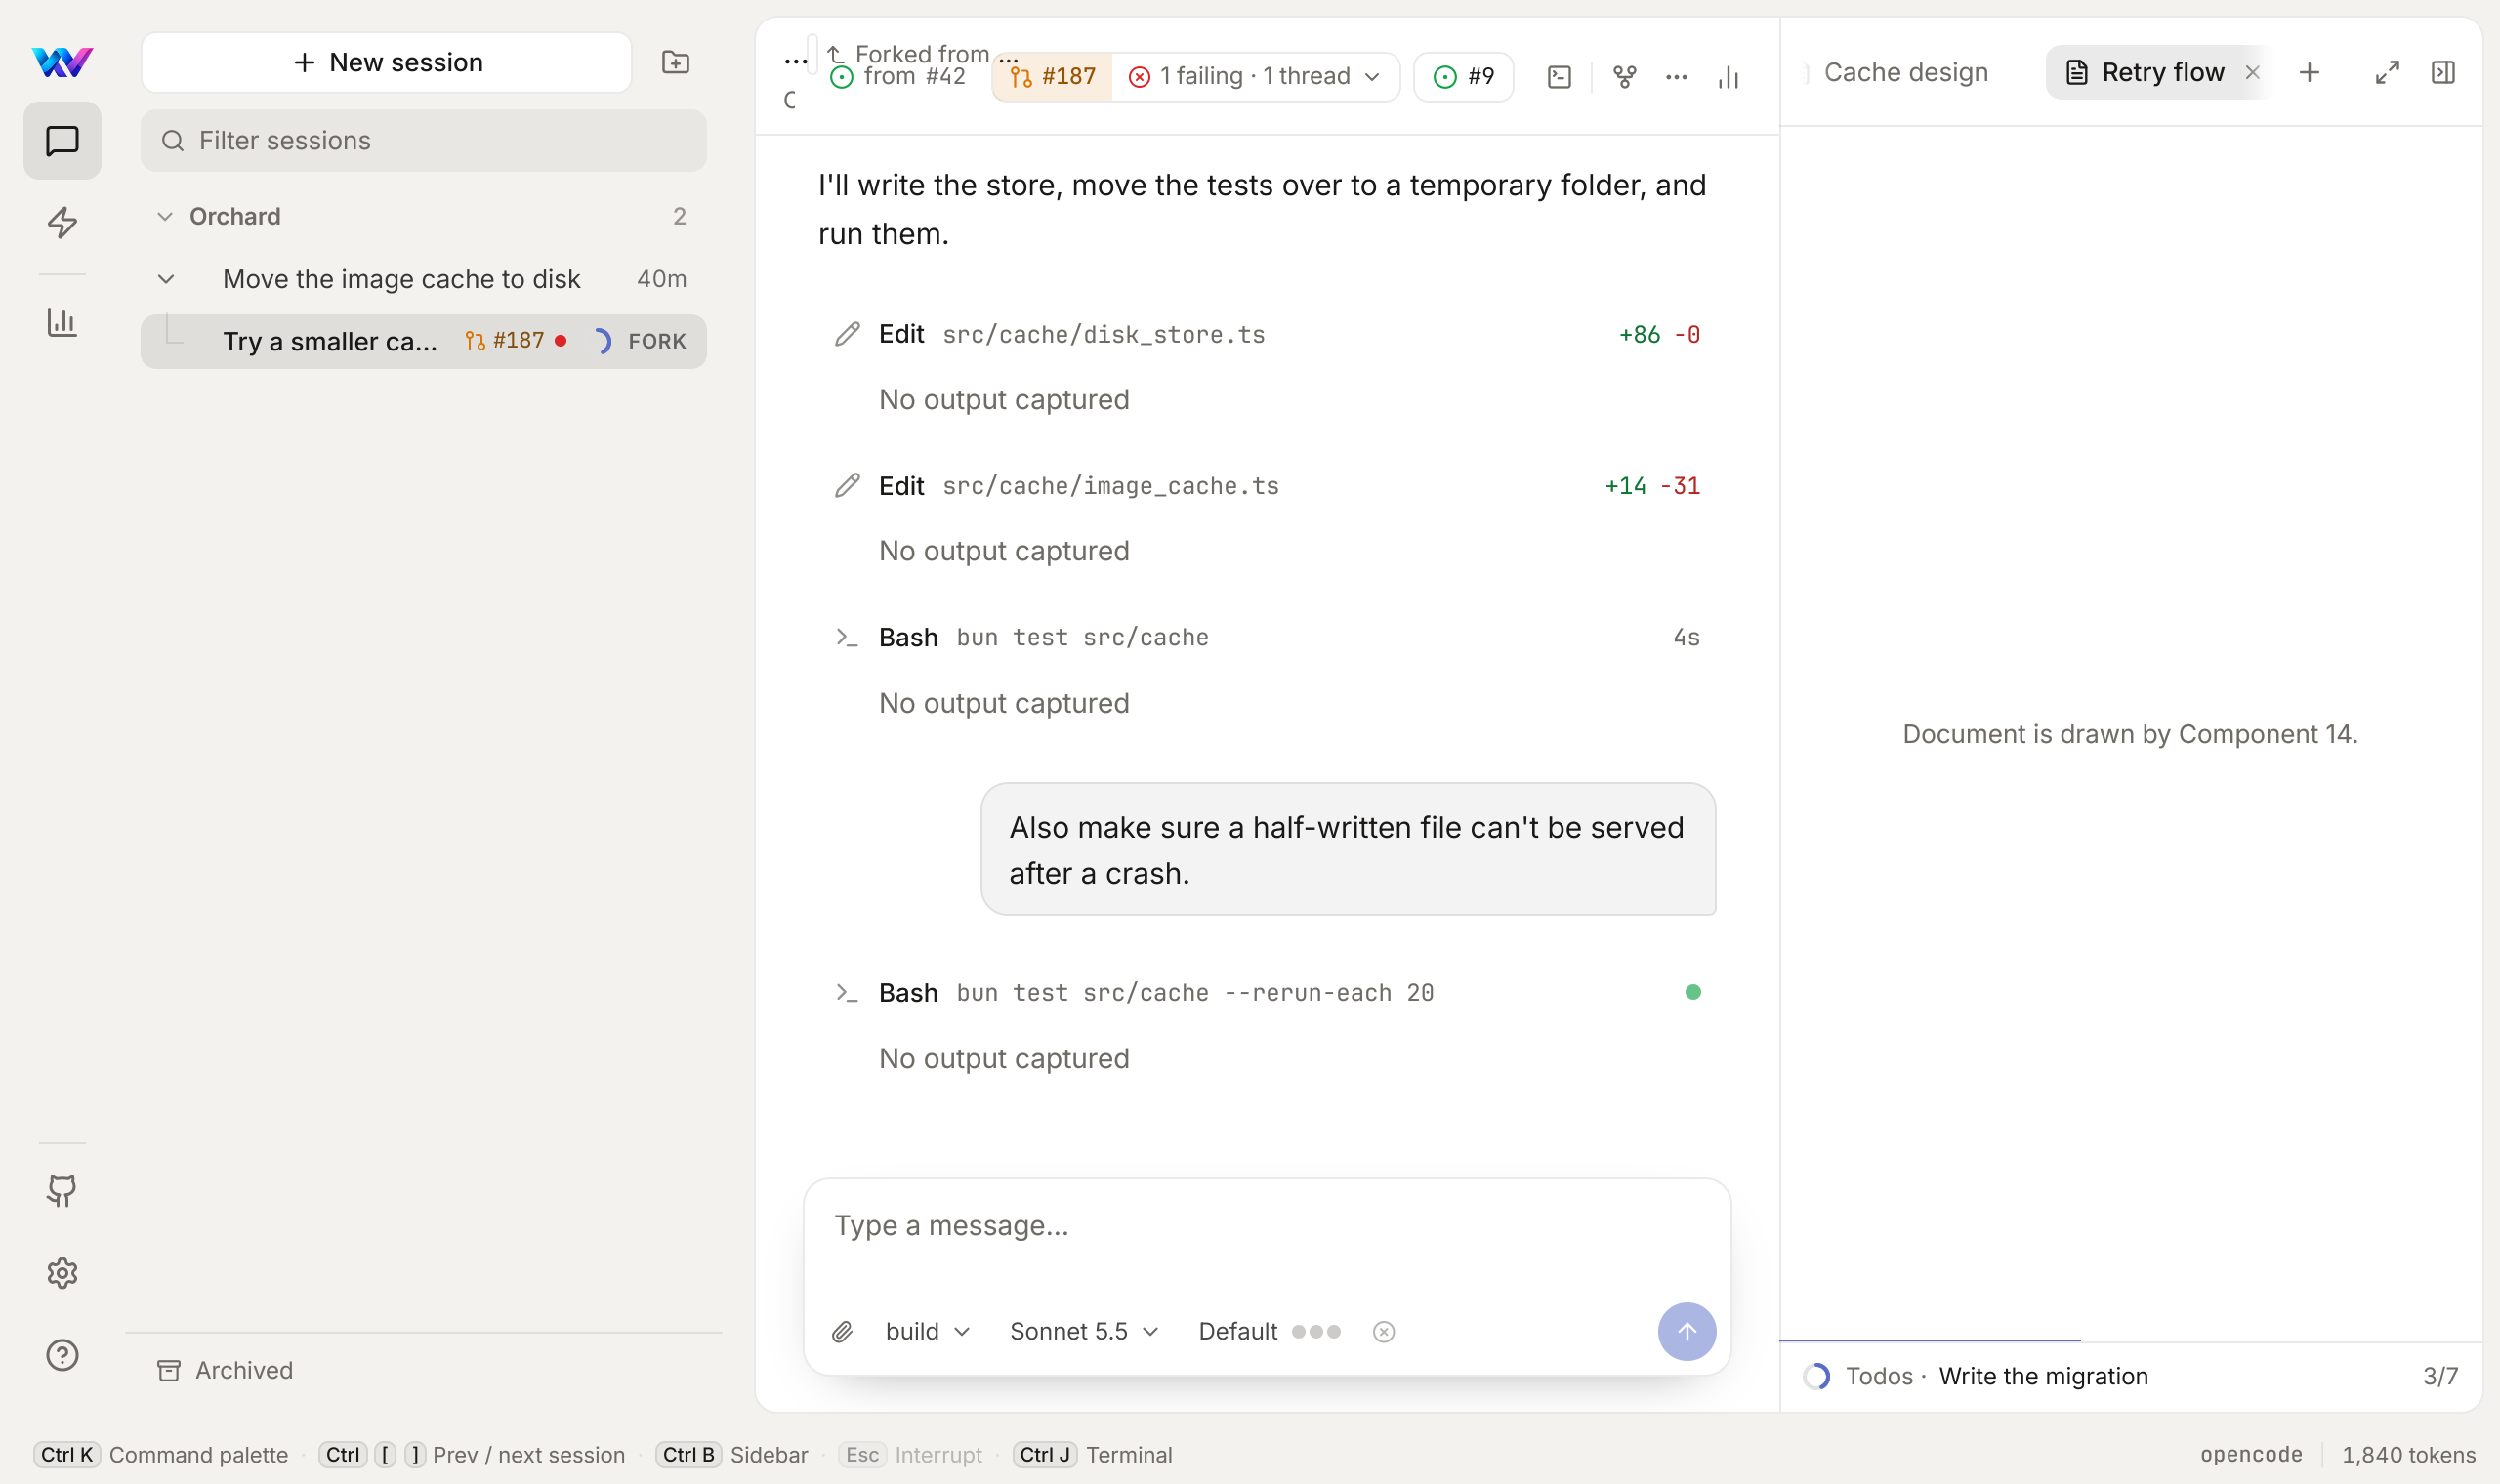 New session
Filter sessions
Orchard 2
Move the image cache to disk 40m
Try a smaller ca... #187 FORK
Archived
... Forked from ...
from #42 #187 1 failing · 1 thread #9
I'll write the store, move the tests over to a temporary folder, and
run them.
Edit src/cache/disk_store.ts +86 -0
No output captured
Edit src/cache/image_cache.ts +14 -31
No output captured
Bash bun test src/cache 4s
No output captured
Also make sure a half-written file can't be served
after a crash.
Bash bun test src/cache --rerun-each 20
No output captured
Type a message...
build Sonnet 5.5 Default
Cache design Retry flow
Document is drawn by Component 14.
Todos · Write the migration 3/7
Ctrl K Command palette · Ctrl [ ] Prev / next session · Ctrl B Sidebar · Esc Interrupt · Ctrl J Terminal
opencode 1,840 tokens